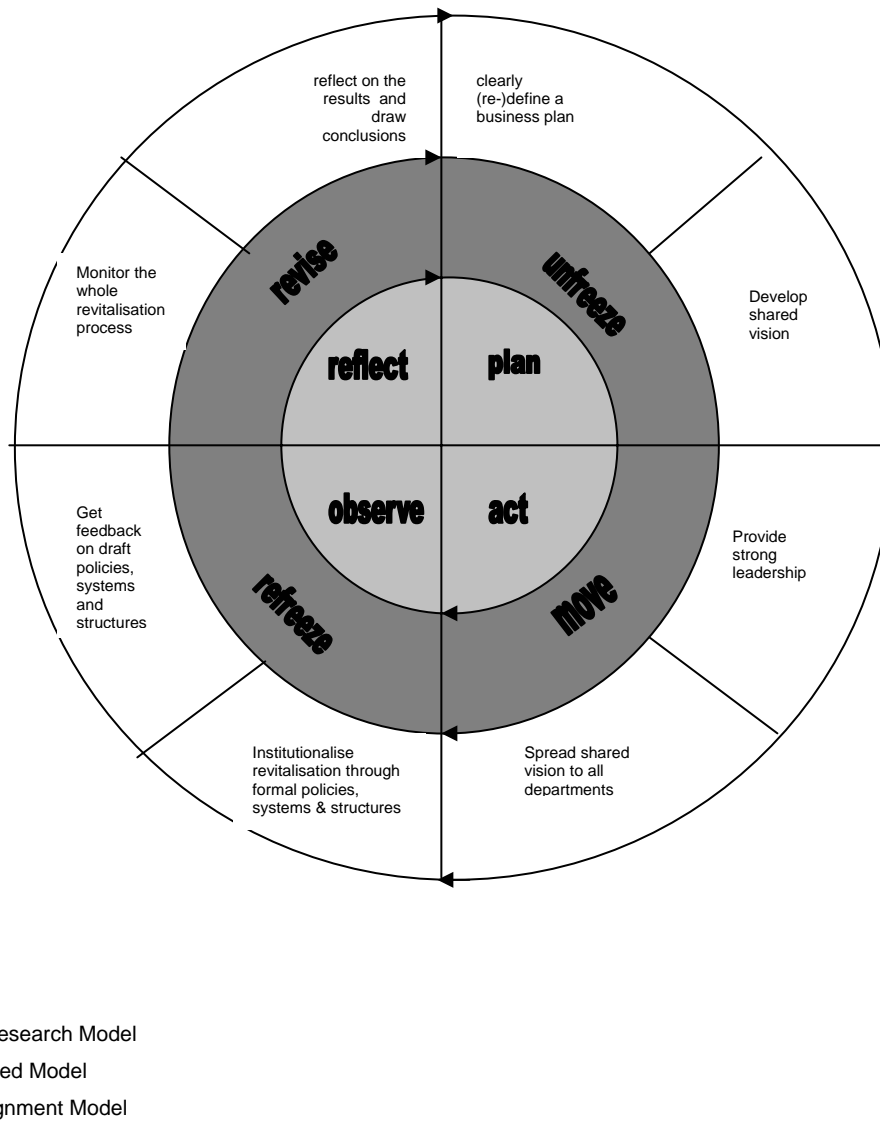 reflect on the
results and
draw
conclusions
clearly
(re-)define a
business plan
revise
unfreeze
Monitor the
whole
revitalisation
process
Develop
shared
vision
reflect
plan
observe
act
Get
feedback
on draft
policies,
systems
and
structures
Provide
strong
leadership
refreeze
move
Institutionalise
revitalisation through
formal policies,
systems & structures
Spread shared
vision to all
departments
esearch Model
ed Model
gnment Model